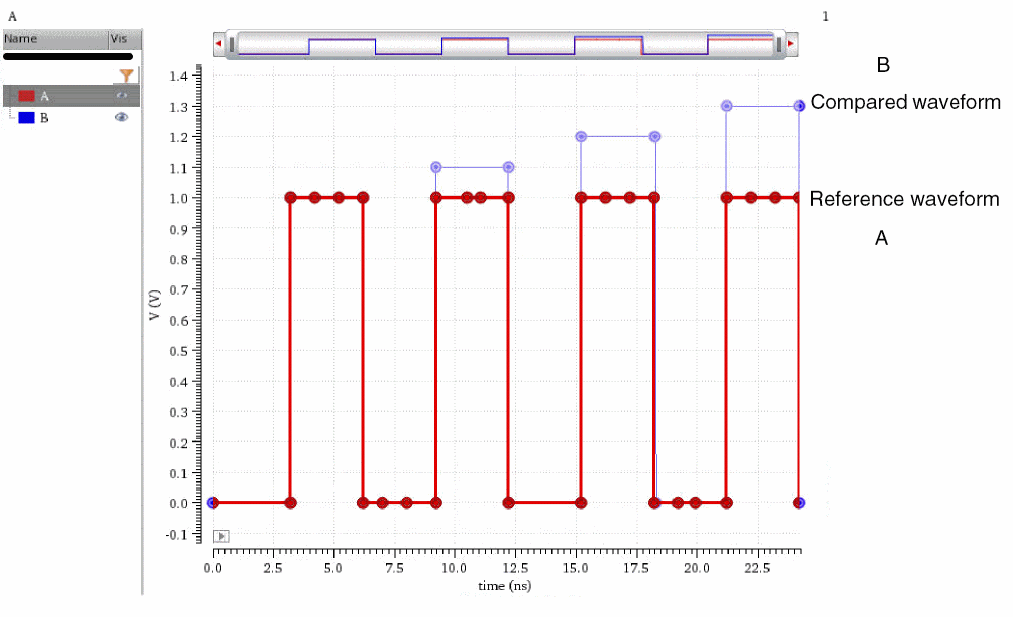 A
1
Name Vis
A
B
B
Compared waveform
Reference waveform
A
V (V)
1.4
1.3
1.2
1.1
1.0
0.9
0.8
0.7
0.6
0.5
0.4
0.3
0.2
0.1
0.0
-0.1
0.0 2.5 5.0 7.5 10.0 12.5 15.0 17.5 20.0 22.5
time (ns)